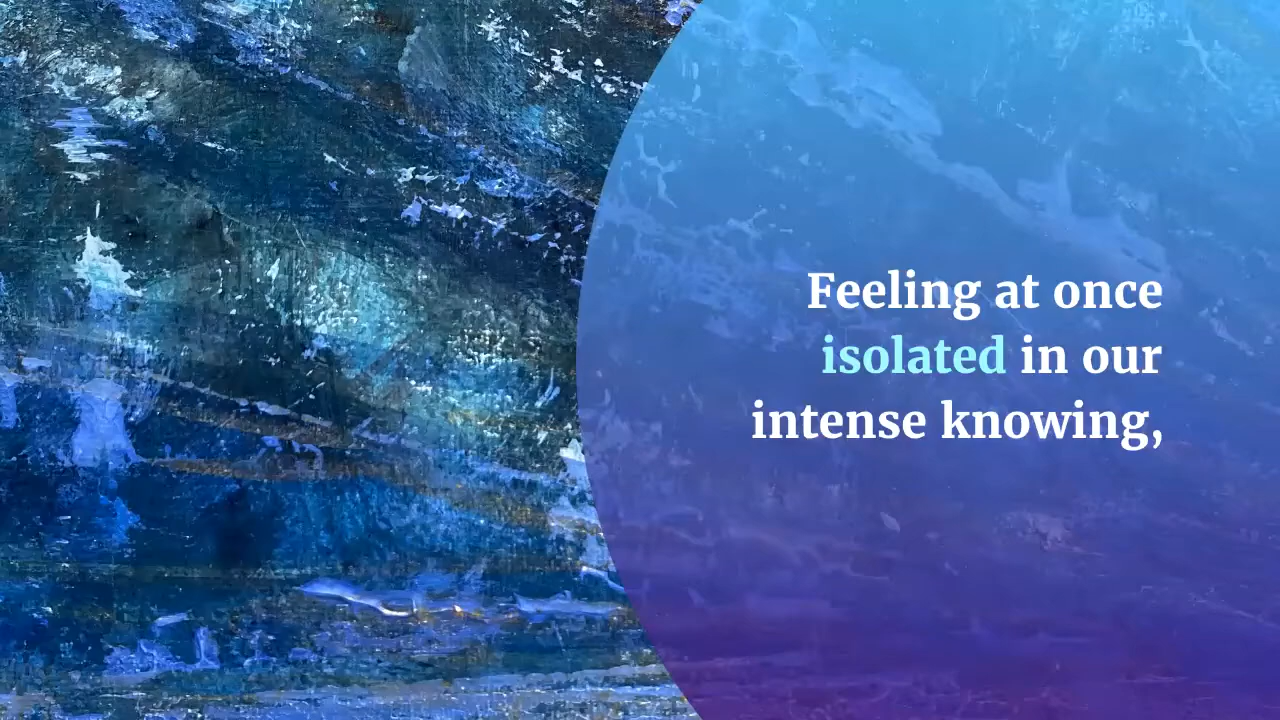 Feeling at once
isolated in our
intense knowing,